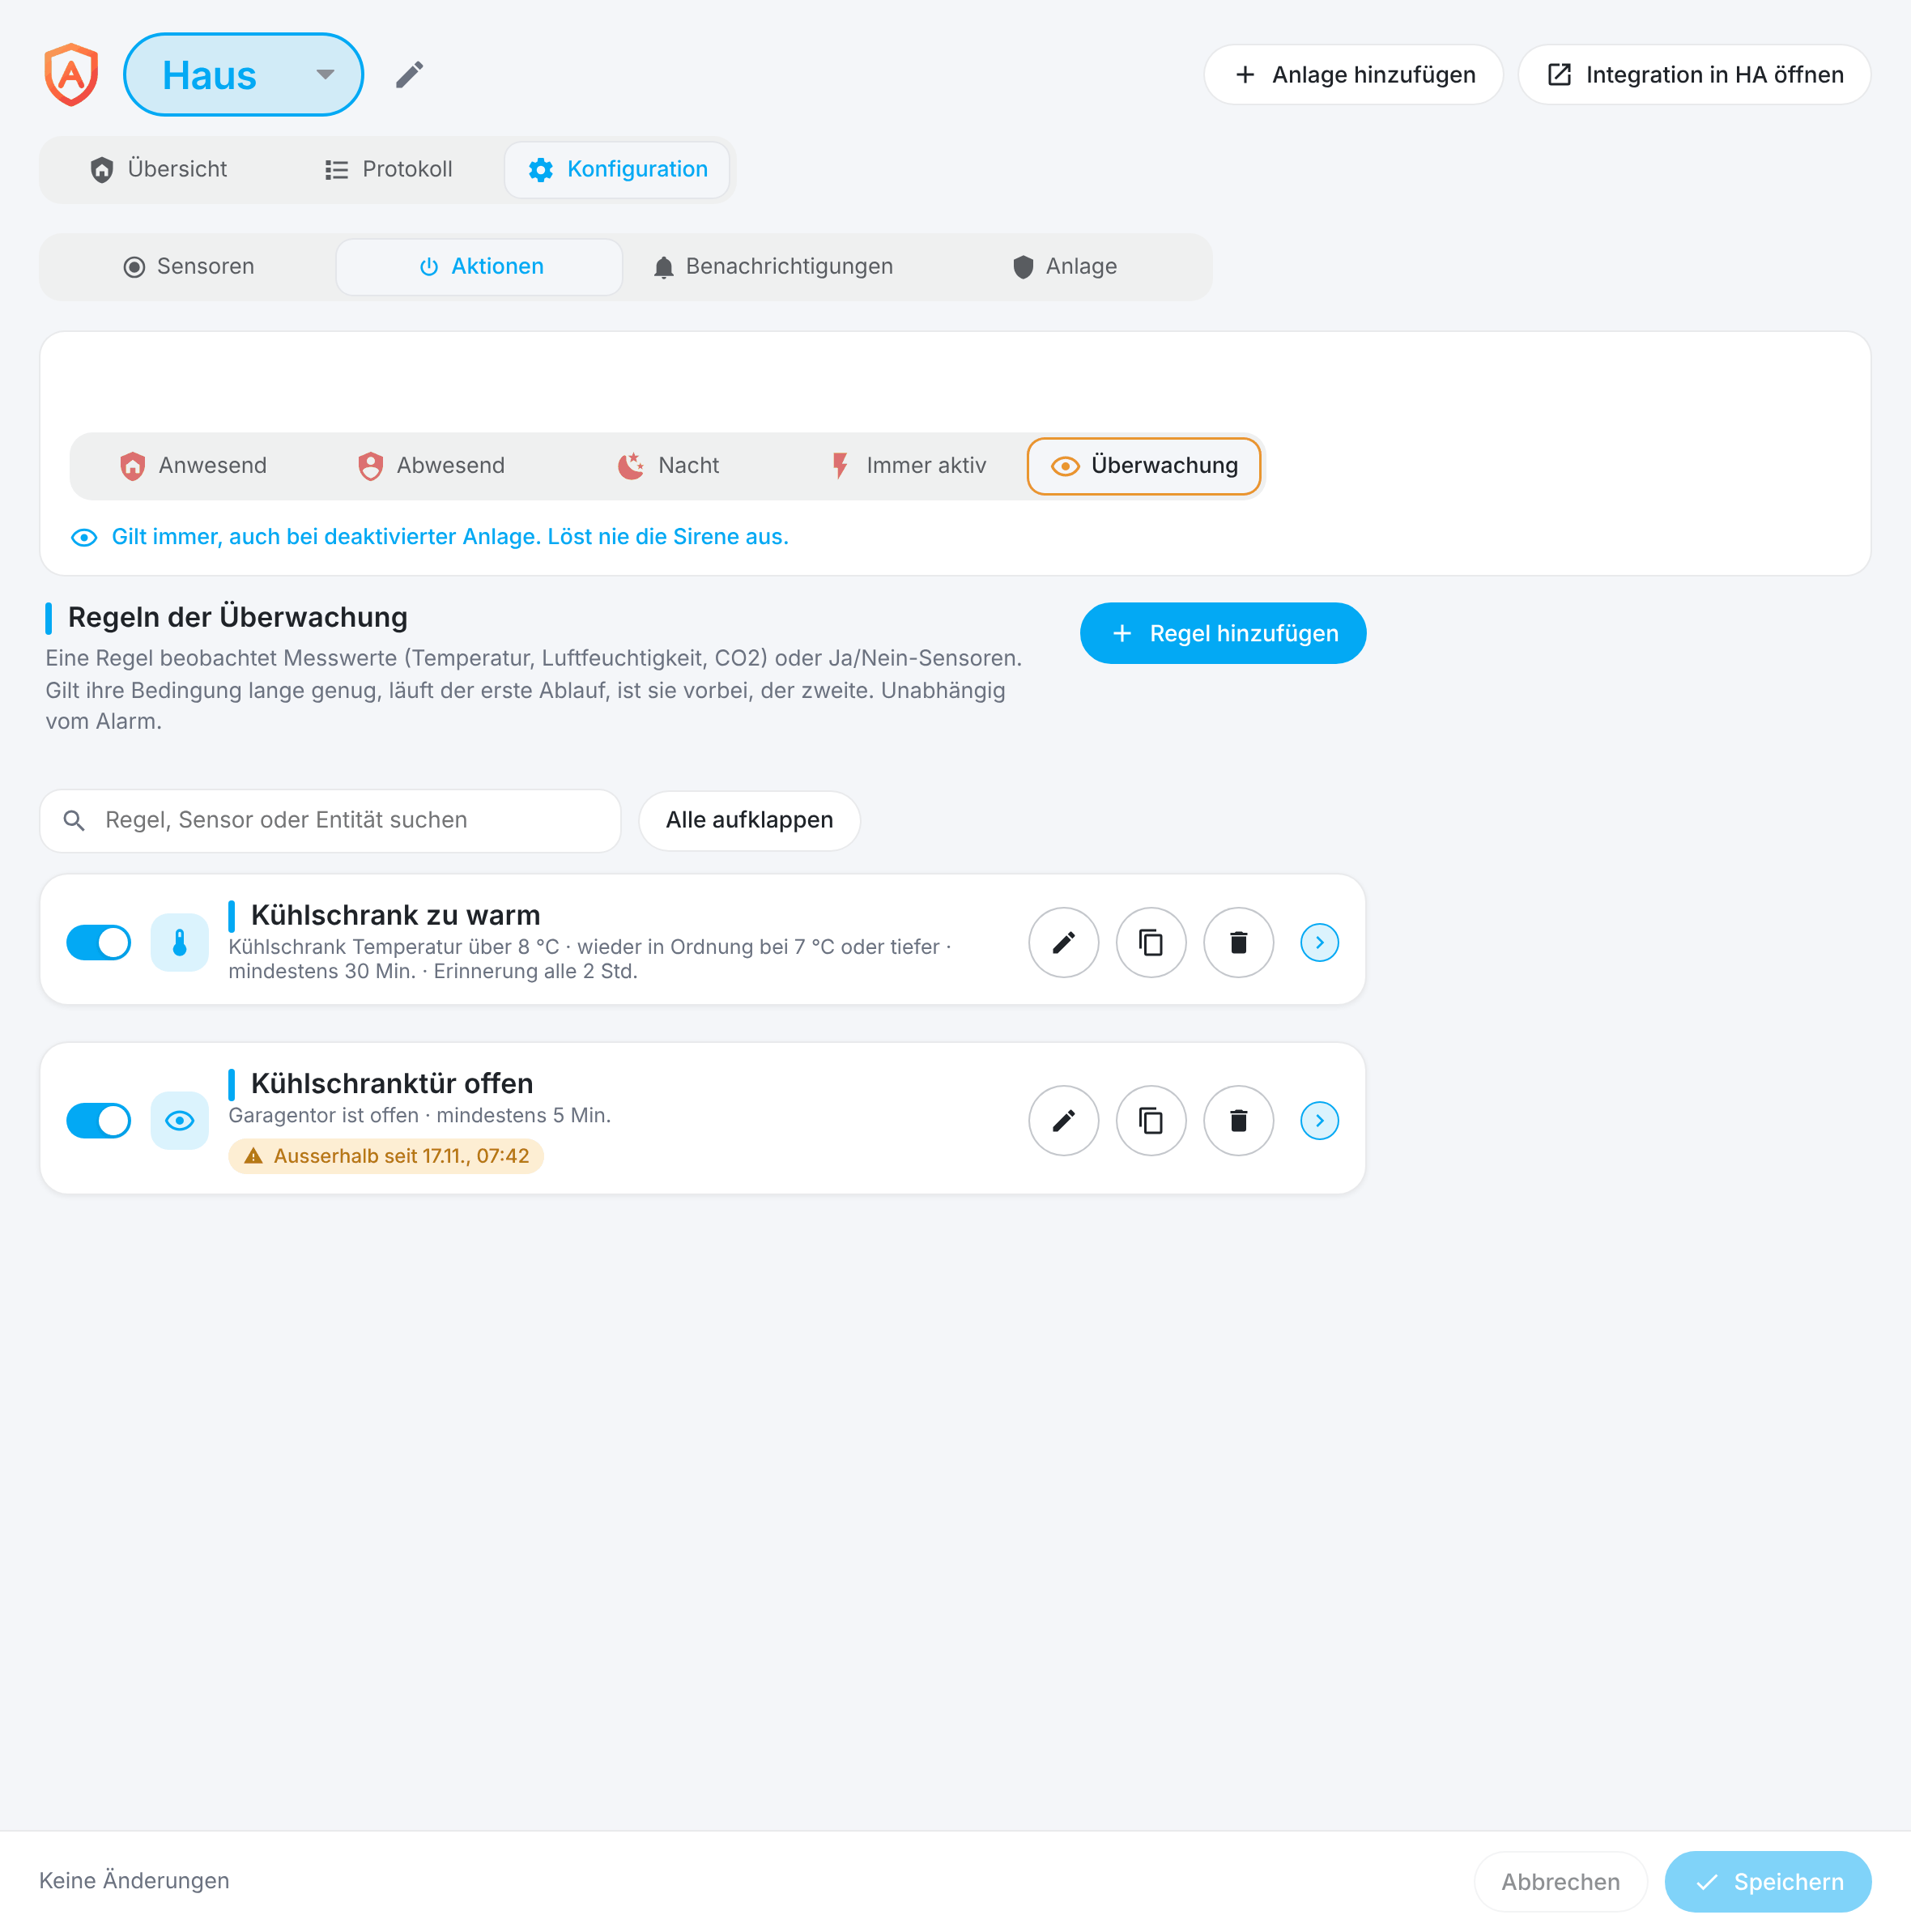 Haus
Anlage hinzufügen
Integration in HA öffnen
Übersicht
Protokoll
Konfiguration
Sensoren
Aktionen
Benachrichtigungen
Anlage
Anwesend
Abwesend
Nacht
Immer aktiv
Überwachung
Gilt immer, auch bei deaktivierter Anlage. Löst nie die Sirene aus.
Regeln der Überwachung
Eine Regel beobachtet Messwerte (Temperatur, Luftfeuchtigkeit, CO2) oder Ja/Nein-Sensoren.
Gilt ihre Bedingung lange genug, läuft der erste Ablauf, ist sie vorbei, der zweite. Unabhängig
vom Alarm.
Regel hinzufügen
Regel, Sensor oder Entität suchen
Alle aufklappen
Kühlschrank zu warm
Kühlschrank Temperatur über 8 °C · wieder in Ordnung bei 7 °C oder tiefer ·
mindestens 30 Min. · Erinnerung alle 2 Std.
Kühlschranktür offen
Garagentor ist offen · mindestens 5 Min.
Ausserhalb seit 17.11., 07:42
Keine Änderungen
Abbrechen
Speichern